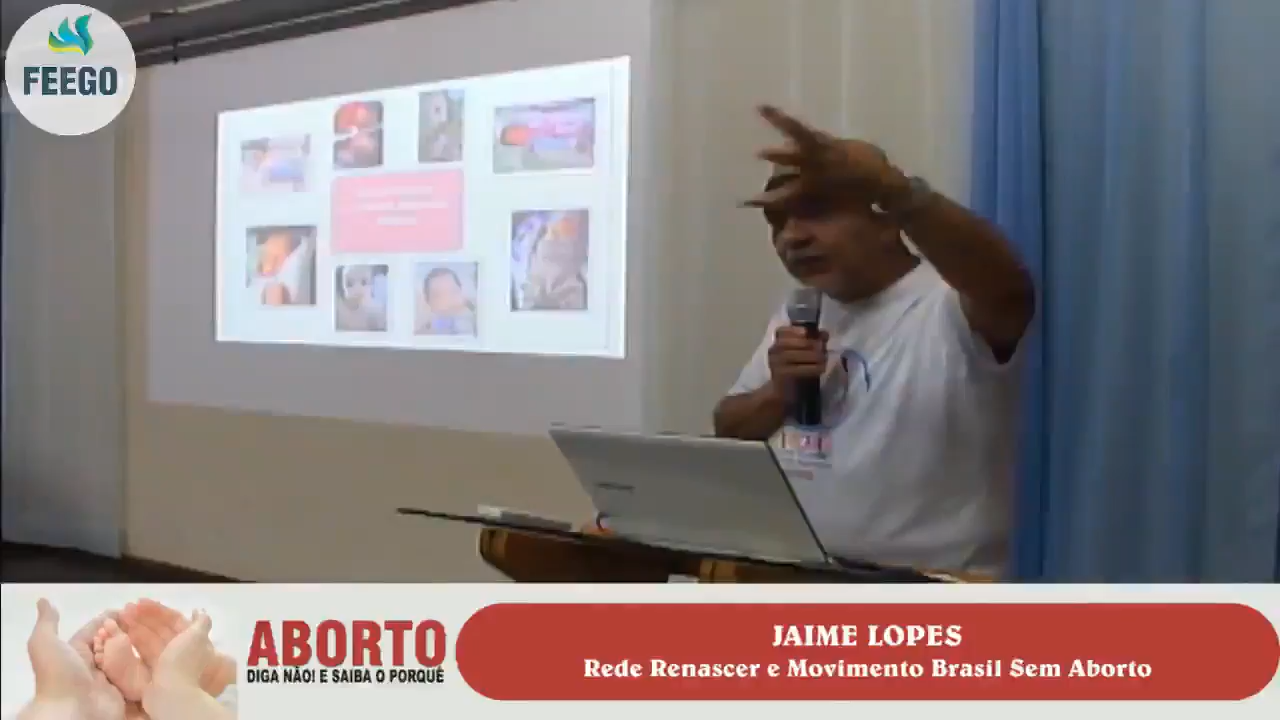 FEEGO
ABORTO
DIGA NÃO! E SAIBA O PORQUÊ
JAIME LOPES
Rede Renascer e Movimento Brasil Sem Aborto